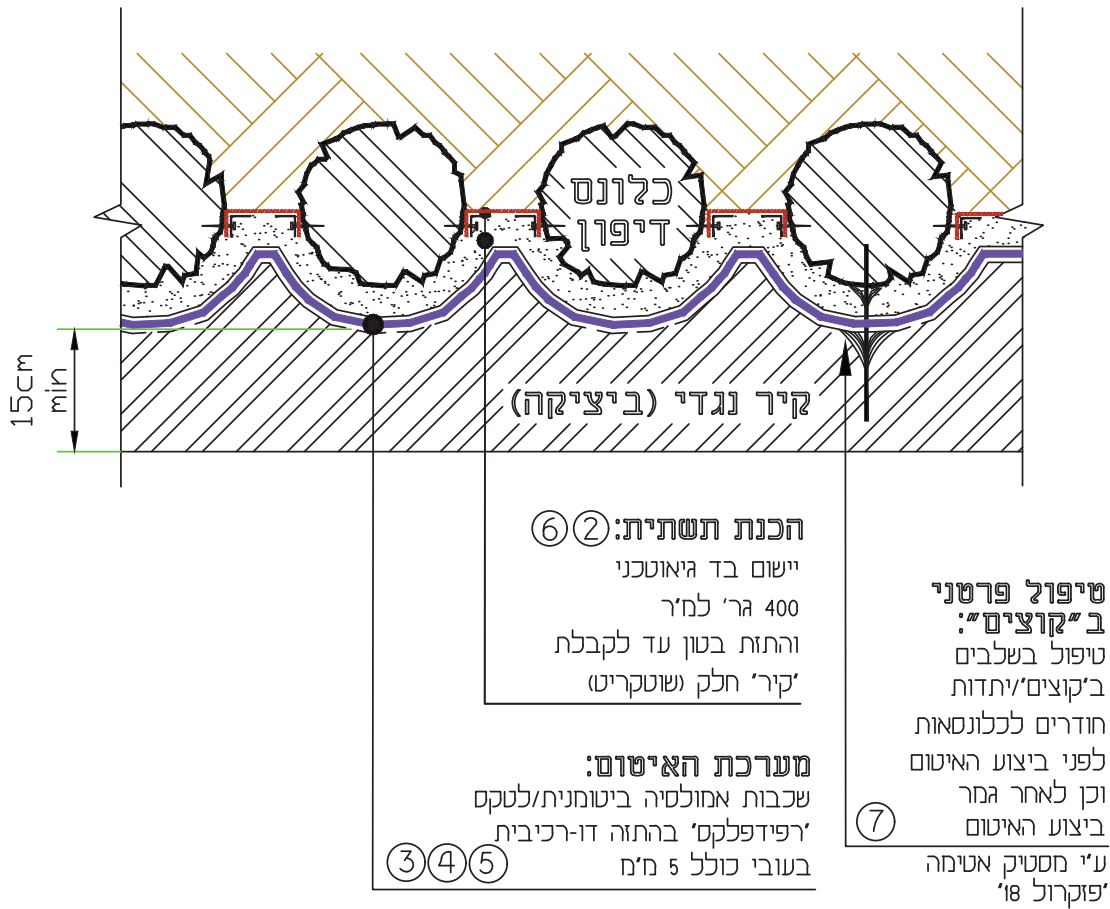 כלונס
דיפון
קיר נגדי (ביציקה)
15cm
min
הכנת תשתית: ② ⑥
יישום בד גיאוטכני
400 גר' למ"ר
והתזת בטון עד לקבלת
"קיר" חלק (שוטקריט)
מערכת האיטום:
שכבות אמולסיה ביטומנית/לטקס
"רפידפלקס" בהתזה דו-רכיבית
בעובי כולל 5 מ"מ
③ ④ ⑤
טיפול פרטני
ב"קוצים":
טיפול בשלבים
ב"קוצים"/יתדות
חודרים לכלונסאות
לפני ביצוע האיטום
וכן לאחר גמר
ביצוע האיטום ⑦
ע"י מסטיק אטימה
"פזקרול 18"